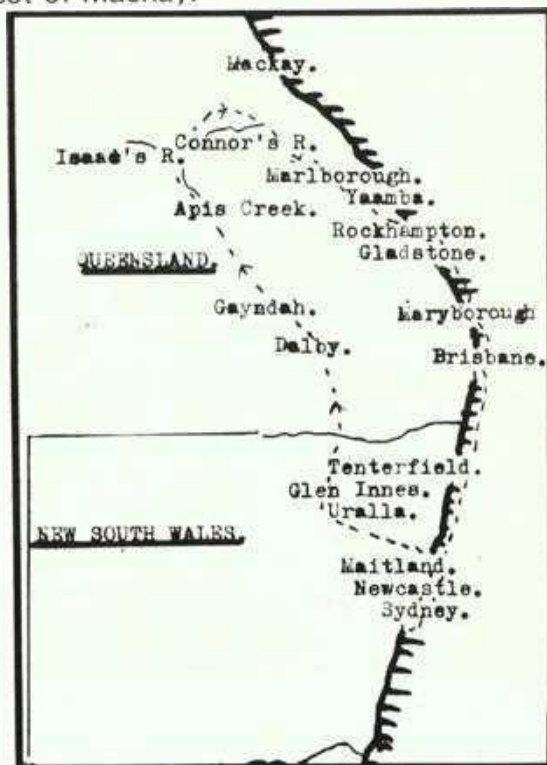 Mackay.
Connor's R.
Isaac's R.
Marlborough.
Yaamba.
Apis Creek.
Rockhampton.
Gladstone.
QUEENSLAND.
Gayndah.
Maryborough
Dalby.
Brisbane.
Tenterfield.
Glen Innes.
Uralla.
NEW SOUTH WALES.
Maitland.
Newcastle.
Sydney.